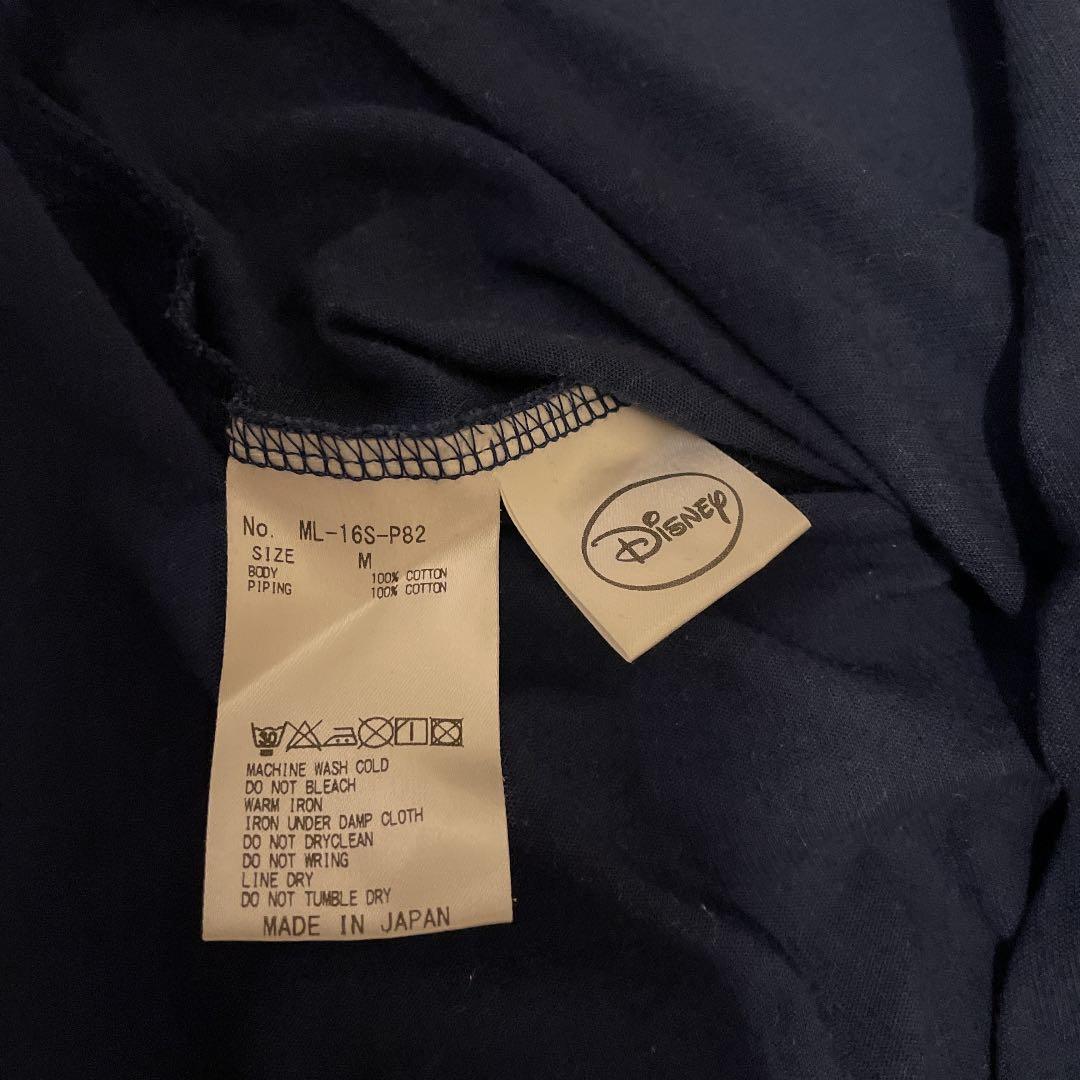 No. ML-16S-P82
SIZE M
BODY 100% COTTON
PIPING 100% COTTON
30
MACHINE WASH COLD
DO NOT BLEACH
WARM IRON
IRON UNDER DAMP CLOTH
DO NOT DRYCLEAN
DO NOT WRING
LINE DRY
DO NOT TUMBLE DRY
MADE IN JAPAN
DISNEY